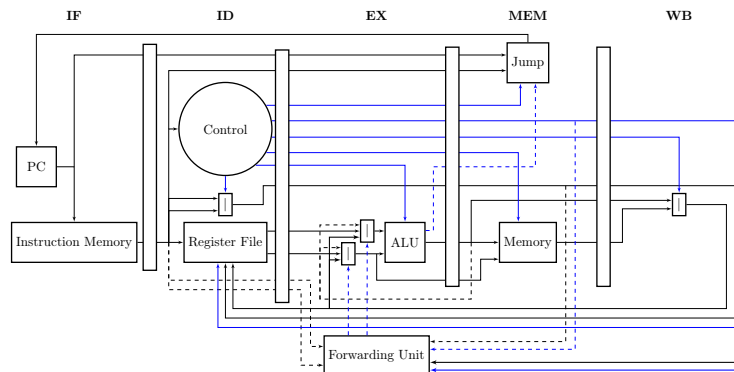 IF ID EX MEM WB
Jump
Control
PC
Instruction Memory Register File ALU Memory
Forwarding Unit